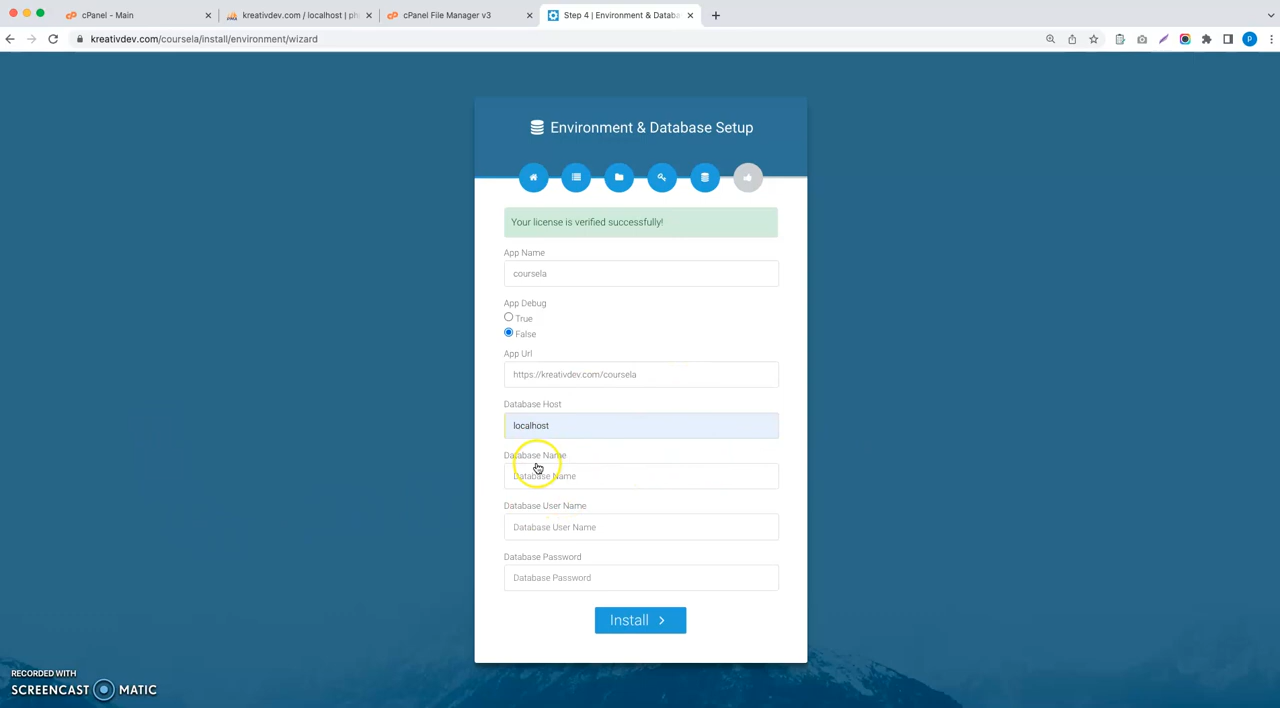 cPanel - Main
kreativdev.com / localhost | ph
cPanel File Manager v3
Step 4 | Environment & Databa
kreativdev.com/coursela/install/environment/wizard
P
Environment & Database Setup
Your license is verified successfully!
App Name
coursela
App Debug
True
False
App Url
https://kreativdev.com/coursela
Database Host
localhost
Database Name
Database Name
Database User Name
Database User Name
Database Password
Database Password
Install
RECORDED WITH
SCREENCAST MATIC